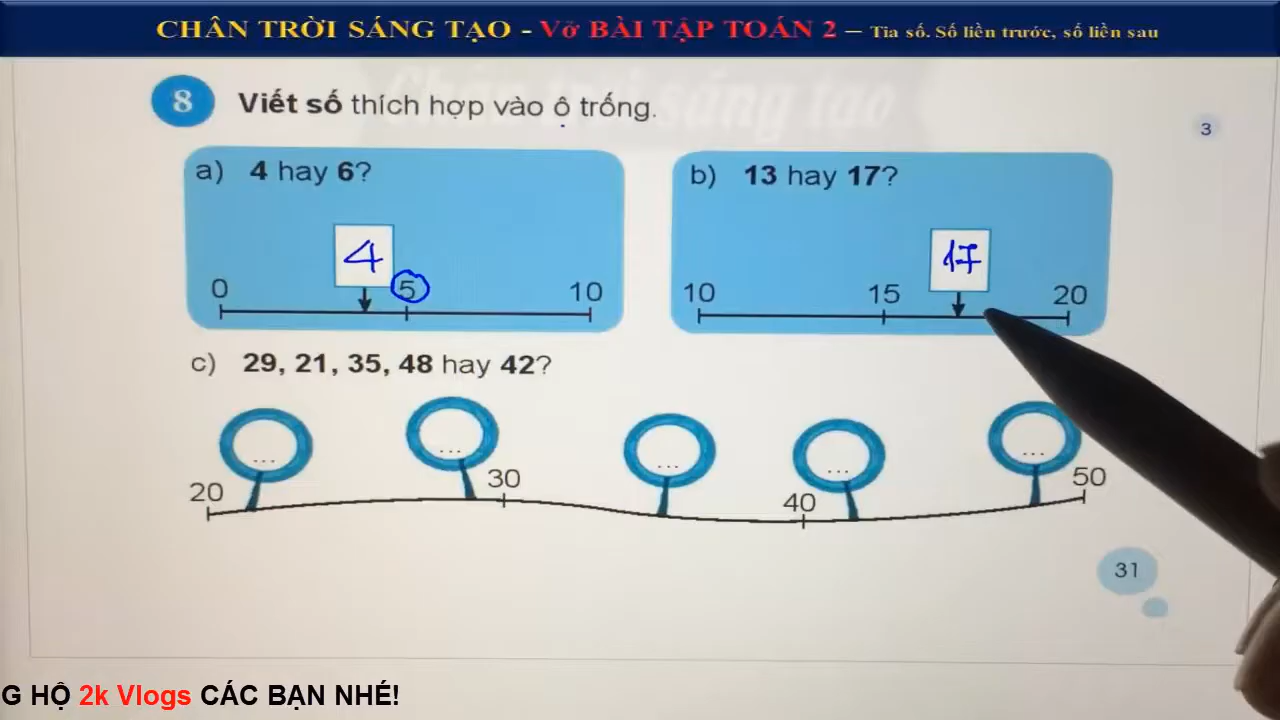 CHÂN TRỜI SÁNG TẠO - Vở BÀI TẬP TOÁN 2 – Tia số. Số liền trước, số liền sau
8 Viết số thích hợp vào ô trống.
3
a) 4 hay 6?
4
0 5 10
b) 13 hay 17?
17
10 15 20
c) 29, 21, 35, 48 hay 42?
... ... ... ... ...
20 30 40 50
31
G HỘ 2k Vlogs CÁC BẠN NHÉ!